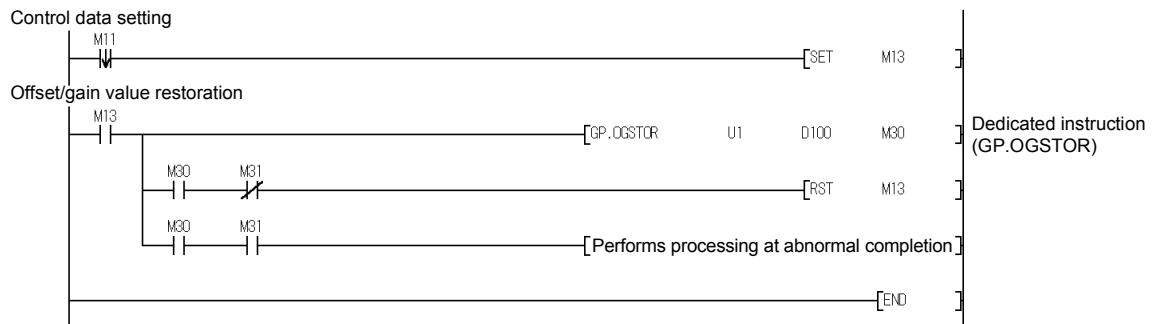 Control data setting
M11
SET M13
Offset/gain value restoration
M13
GP.OGSTOR U1 D100 M30
Dedicated instruction
(GP.OGSTOR)
M30 M31
RST M13
M30 M31
Performs processing at abnormal completion
END